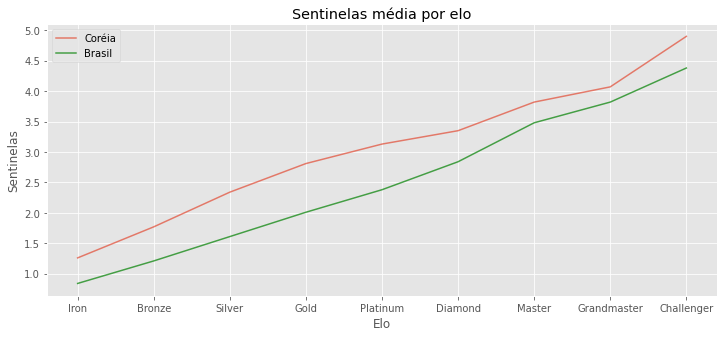 Sentinelas média por elo
Coréia
Brasil
Sentinelas
5.0
4.5
4.0
3.5
3.0
2.5
2.0
1.5
1.0
Iron Bronze Silver Gold Platinum Diamond Master Grandmaster Challenger
Elo